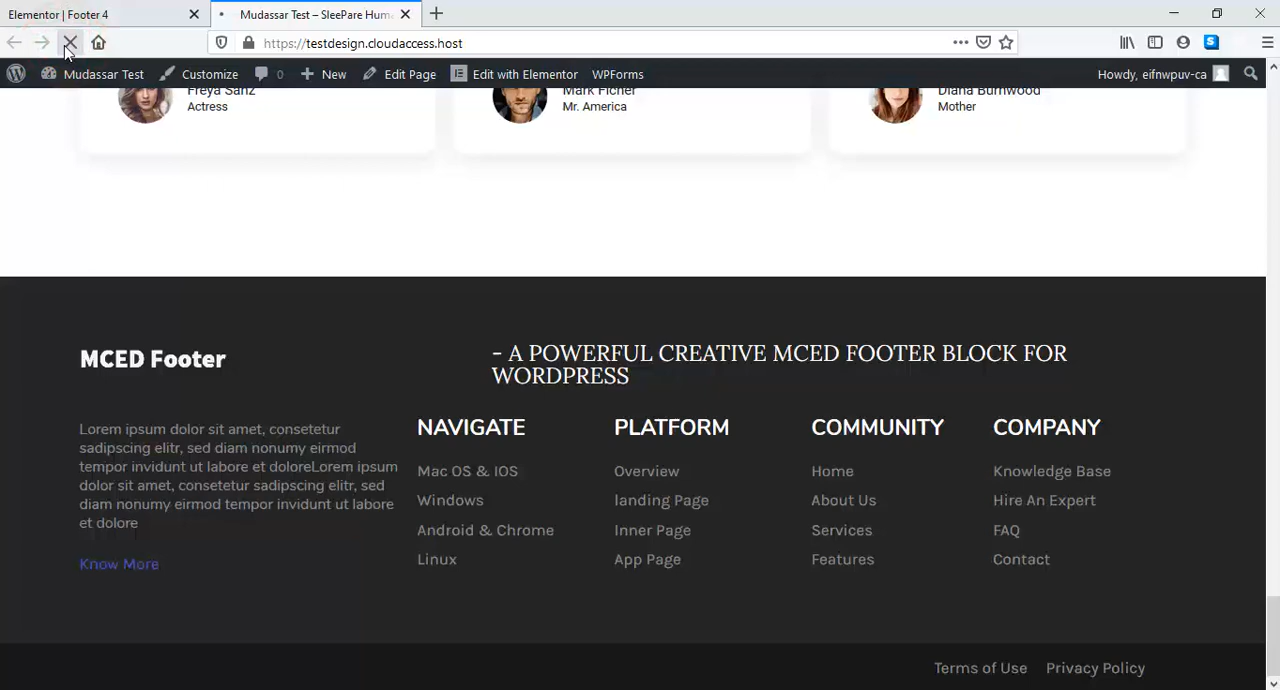 Elementor | Footer 4
Mudassar Test – SleePare Hum
https://testdesign.cloudaccess.host
Mudassar Test
Customize
0
New
Edit Page
Edit with Elementor
WPForms
Howdy, eifnwpuv-ca
Freya Sanz
Actress
Mark Ficher
Mr. America
Diana Burnwood
Mother
MCED Footer
- A POWERFUL CREATIVE MCED FOOTER BLOCK FOR
WORDPRESS
Lorem ipsum dolor sit amet, consetetur
sadipscing elitr, sed diam nonumy eirmod
tempor invidunt ut labore et doloreLorem ipsum
dolor sit amet, consetetur sadipscing elitr, sed
diam nonumy eirmod tempor invidunt ut labore
et dolore
Know More
NAVIGATE
Mac OS & IOS
Windows
Android & Chrome
Linux
PLATFORM
Overview
landing Page
Inner Page
App Page
COMMUNITY
Home
About Us
Services
Features
COMPANY
Knowledge Base
Hire An Expert
FAQ
Contact
Terms of Use
Privacy Policy